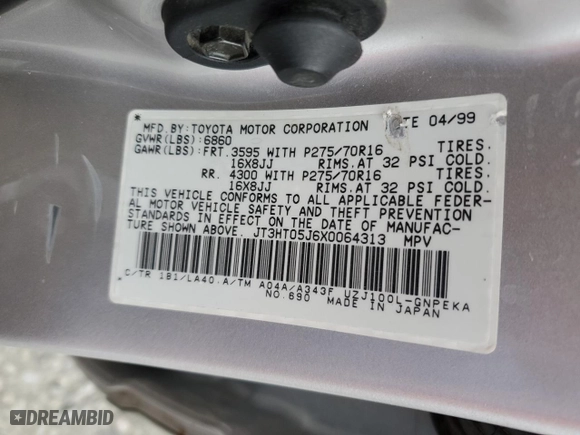 MFD.BY:TOYOTA MOTOR CORPORATION TE 04/99
GVWR(LBS):6860
GAWR(LBS):FRT. 3595 WITH P275/70R16 TIRES.
16X8JJ RIMS.AT 32 PSI COLD.
RR. 4300 WITH P275/70R16 TIRES.
16X8JJ RIMS.AT 32 PSI COLD.
THIS VEHICLE CONFORMS TO ALL APPLICABLE FEDER-
AL MOTOR VEHICLE SAFETY AND THEFT PREVENTION
STANDARDS IN EFFECT ON THE DATE OF MANUFAC-
TURE SHOWN ABOVE. JT3HT05J6X0064313 MPV
C/TR 1B1/LA40.A/TM A04A/A343F UZJ100L-GNPEKA
NO.690 MADE IN JAPAN
DREAMBID